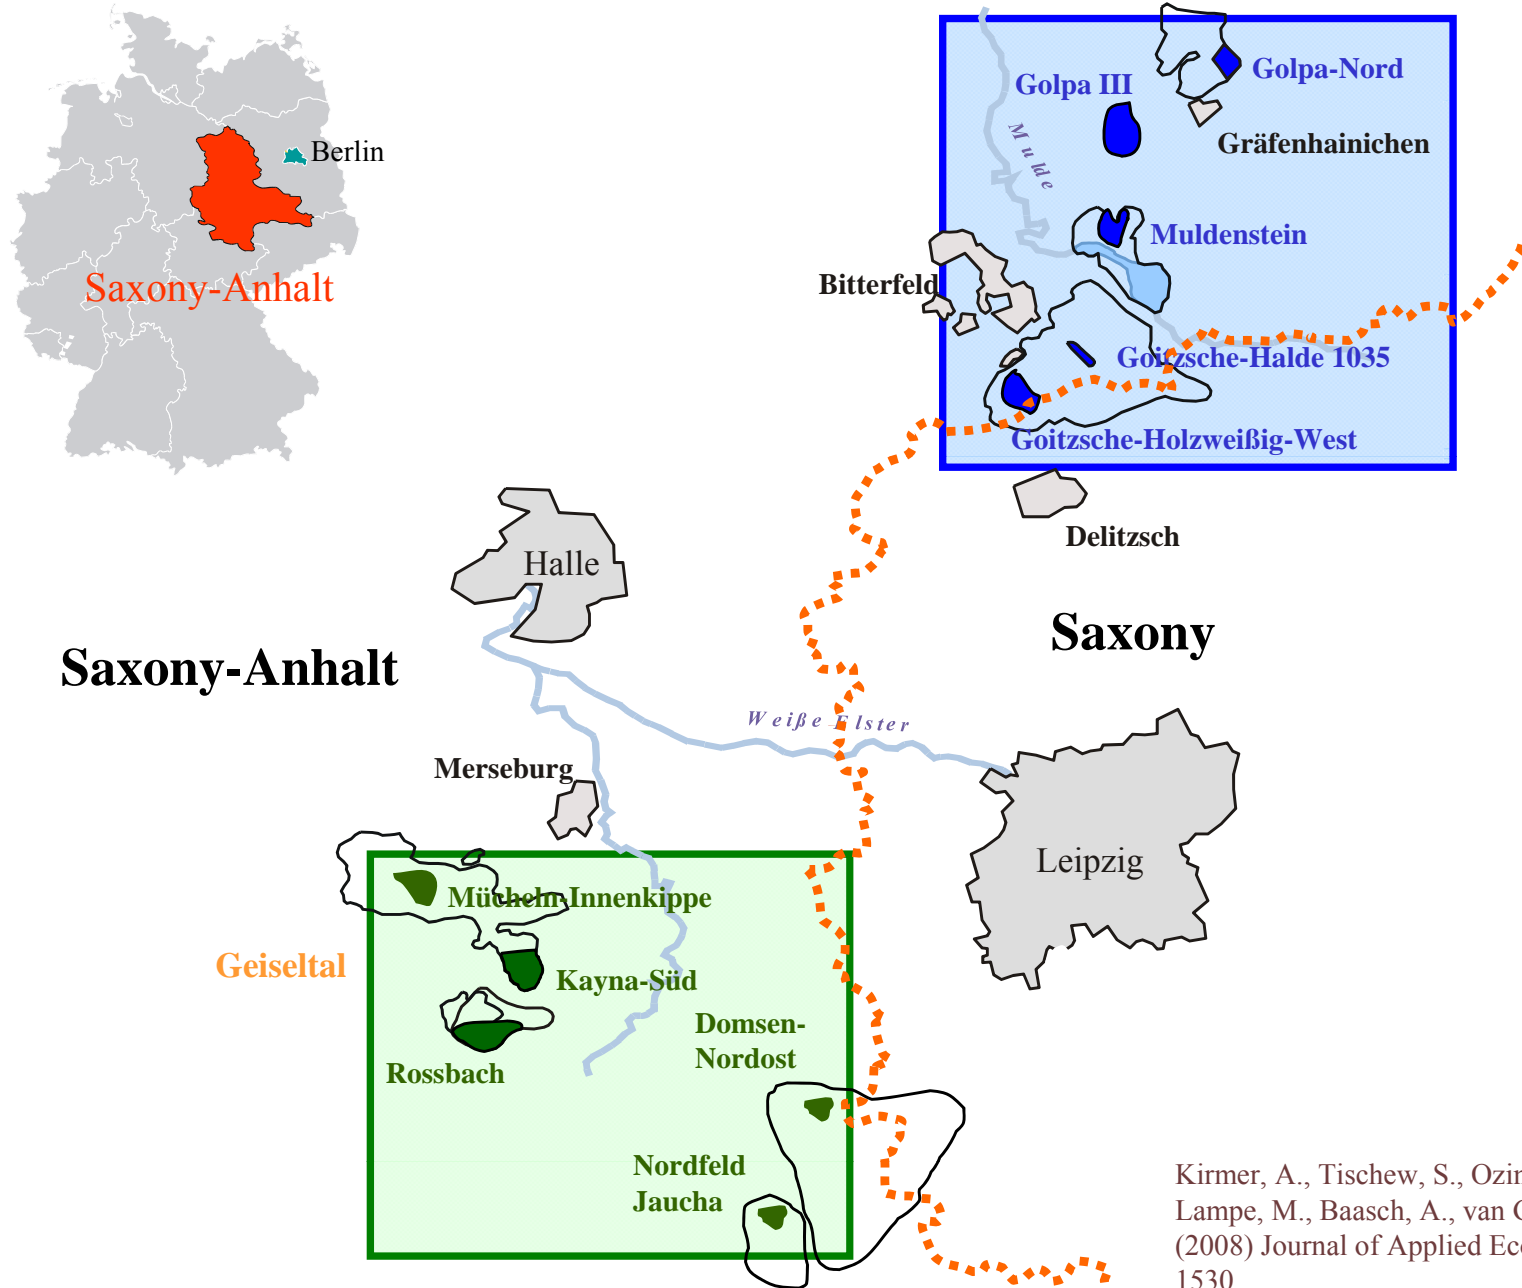 Berlin
Saxony-Anhalt
Golpa III
Golpa-Nord
Mulde
Gräfenhainichen
Muldenstein
Bitterfeld
Goitzsche-Halde 1035
Goitzsche-Holzweißig-West
Delitzsch
Halle
Saxony
Saxony-Anhalt
Weiße Elster
Merseburg
Leipzig
Mücheln-Innenkippe
Geiseltal
Kayna-Süd
Domsen-
Nordost
Rossbach
Nordfeld
Jaucha
Kirmer, A., Tischew, S., Ozin
Lampe, M., Baasch, A., van
(2008) Journal of Applied Ec
1530